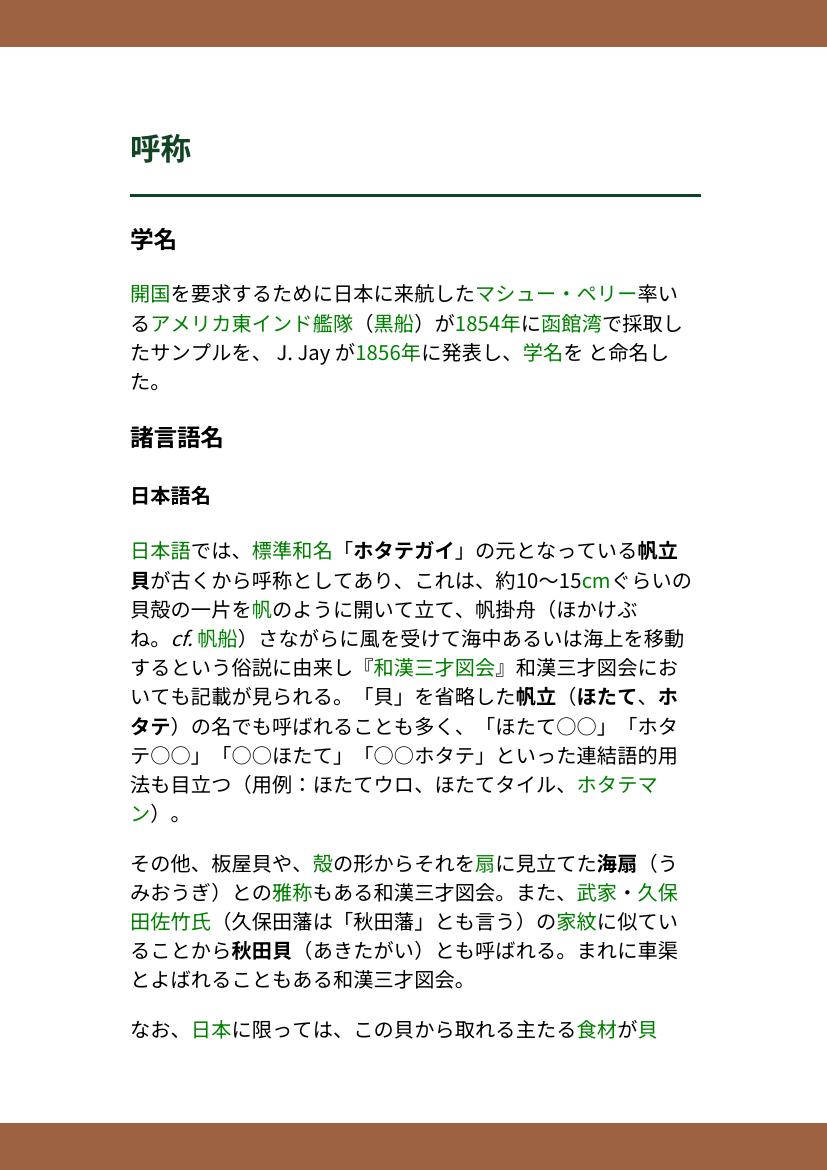 呼称
学名
開国を要求するために日本に来航したマシュー・ペリー率い
るアメリカ東インド艦隊（黒船）が1854年に函館湾で採取し
たサンプルを、 J. Jay が1856年に発表し、学名を と命名し
た。
諸言語名
日本語名
日本語では、標準和名「ホタテガイ」の元となっている帆立
貝が古くから呼称としてあり、これは、約10〜15cmぐらいの
貝殻の一片を帆のように開いて立て、帆掛舟（ほかけぶ
ね。cf. 帆船）さながらに風を受けて海中あるいは海上を移動
するという俗説に由来し『和漢三才図会』和漢三才図会にお
いても記載が見られる。「貝」を省略した帆立（ほたて、ホ
タテ）の名でも呼ばれることも多く、「ほたて○○」「ホタ
テ○○」「○○ほたて」「○○ホタテ」といった連結語的用
法も目立つ（用例：ほたてウロ、ほたてタイル、ホタテマ
ン）。
その他、板屋貝や、殻の形からそれを扇に見立てた海扇（う
みおうぎ）との雅称もある和漢三才図会。また、武家・久保
田佐竹氏（久保田藩は「秋田藩」とも言う）の家紋に似てい
ることから秋田貝（あきたがい）とも呼ばれる。まれに車渠
とよばれることもある和漢三才図会。
なお、日本に限っては、この貝から取れる主たる食材が貝